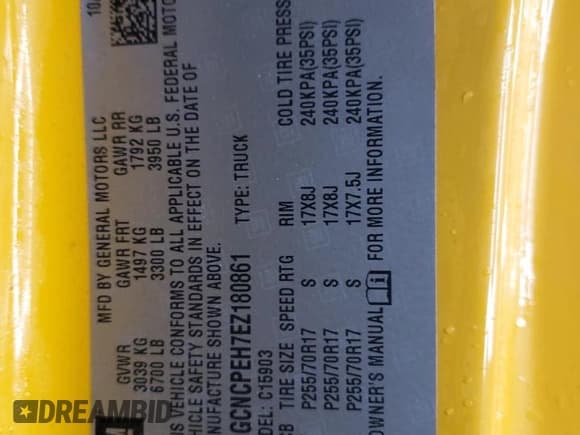 10/
MFD BY GENERAL MOTORS LLC
GVWR GAWR FRT GAWR RR
3039 KG 1497 KG 1792 KG
6700 LB 3300 LB 3950 LB
IS VEHICLE CONFORMS TO ALL APPLICABLE U.S. FEDERAL MOTOR
HICLE SAFETY STANDARDS IN EFFECT ON THE DATE OF
NUFACTURE SHOWN ABOVE.
GCNCPEH7EZ180861 TYPE: TRUCK
DEL: C15903
TIRE SIZE SPEED RTG RIM COLD TIRE PRESS
P255/70R17 S 17X8J 240KPA(35PSI)
P255/70R17 S 17X8J 240KPA(35PSI)
P255/70R17 S 17X7.5J 240KPA(35PSI)
OWNER'S MANUAL FOR MORE INFORMATION.
DREAMBID